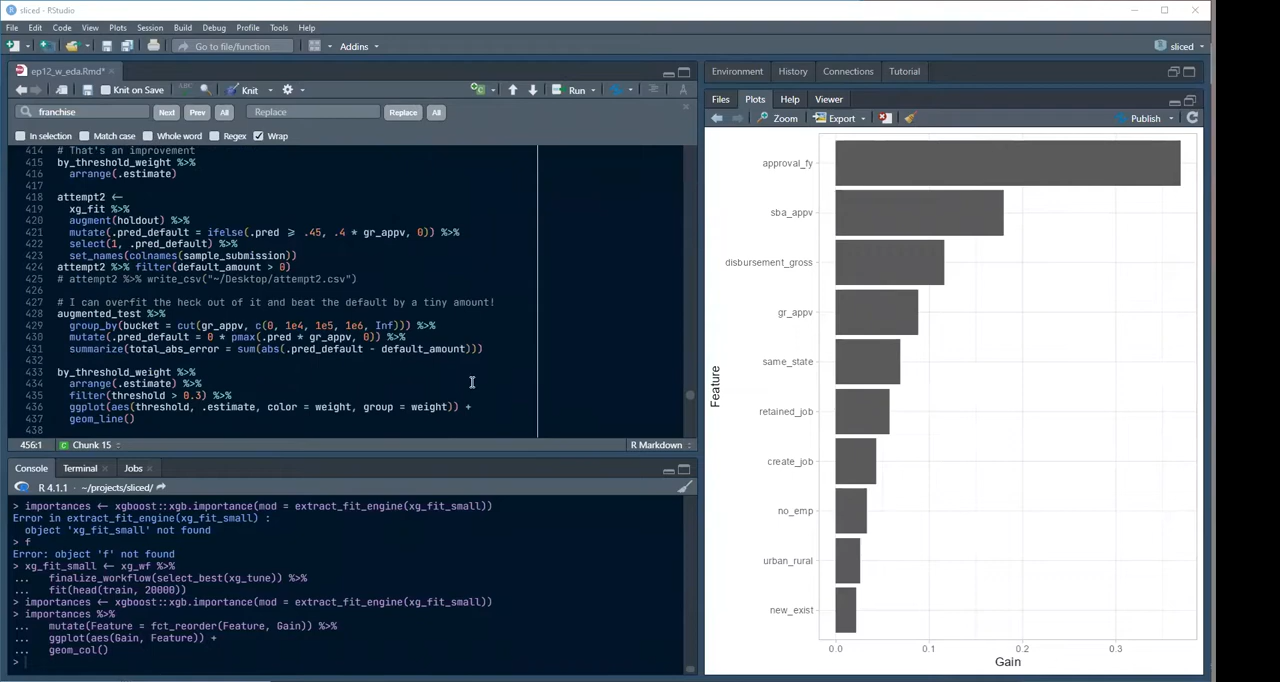 sliced - RStudio
File Edit Code View Plots Session Build Debug Profile Tools Help
Go to file/function Addins sliced
ep12_w_eda.Rmd*
Knit on Save ABC Knit Run
franchise Next Prev All Replace Replace All
In selection Match case Whole word Regex Wrap
414 # That's an improvement
415 by_threshold_weight %>%
416 arrange(.estimate)
417
418 attempt2 <-
419 xg_fit %>%
420 augment(holdout) %>%
421 mutate(.pred_default = ifelse(.pred >= .45, .4 * gr_appv, 0)) %>%
422 select(1, .pred_default) %>%
423 set_names(colnames(sample_submission))
424 attempt2 %>% filter(default_amount > 0)
425 # attempt2 %>% write_csv("~/Desktop/attempt2.csv")
426
427 # I can overfit the heck out of it and beat the default by a tiny amount!
428 augmented_test %>%
429 group_by(bucket = cut(gr_appv, c(0, 1e4, 1e5, 1e6, Inf))) %>%
430 mutate(.pred_default = 0 * pmax(.pred * gr_appv, 0)) %>%
431 summarize(total_abs_error = sum(abs(.pred_default - default_amount)))
432
433 by_threshold_weight %>%
434 arrange(.estimate) %>%
435 filter(threshold > 0.3) %>%
436 ggplot(aes(threshold, .estimate, color = weight, group = weight)) +
437 geom_line()
438
456:1 Chunk 15 R Markdown
Console Terminal Jobs
R 4.1.1 · ~/projects/sliced/
> importances <- xgboost::xgb.importance(mod = extract_fit_engine(xg_fit_small))
Error in extract_fit_engine(xg_fit_small) :
object 'xg_fit_small' not found
> f
Error: object 'f' not found
> xg_fit_small <- xg_wf %>%
... finalize_workflow(select_best(xg_tune)) %>%
... fit(head(train, 20000))
> importances <- xgboost::xgb.importance(mod = extract_fit_engine(xg_fit_small))
> importances %>%
... mutate(Feature = fct_reorder(Feature, Gain)) %>%
... ggplot(aes(Gain, Feature)) +
... geom_col()
>
Environment History Connections Tutorial
Files Plots Help Viewer
Zoom Export Publish
approval_fy
sba_appv
disbursement_gross
gr_appv
same_state
retained_job
create_job
no_emp
urban_rural
new_exist
Feature
0.0 0.1 0.2 0.3
Gain